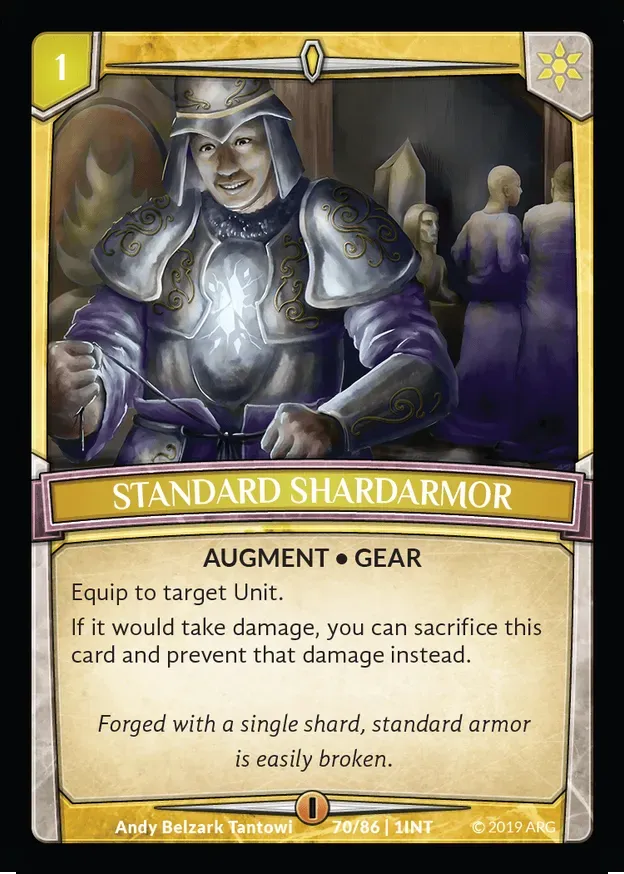 1
STANDARD SHARDARMOR
AUGMENT • GEAR
Equip to target Unit.
If it would take damage, you can sacrifice this
card and prevent that damage instead.
Forged with a single shard, standard armor
is easily broken.
I
Andy Belzark Tantowi 70/86 | 1INT © 2019 ARG